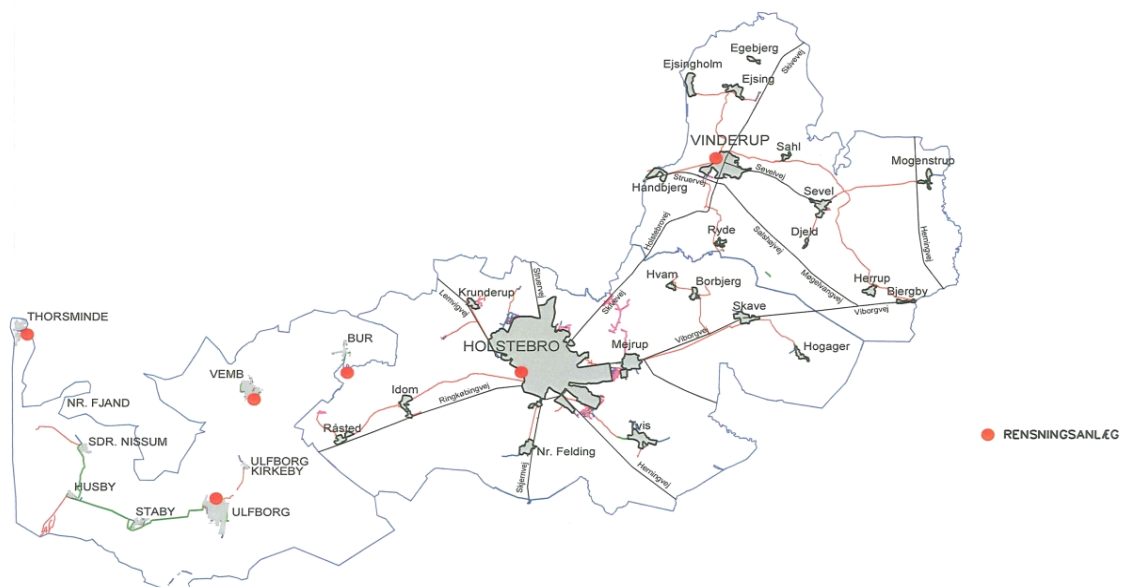 Egebjerg
Skivevej
Ejsingholm
Ejsing
VINDERUP
Sahl
Mogenstrup
Handbjerg
Struervej
Sevelvej
Sevel
Holstebrovej
Ryde
Djeld
Salshøjvej
Herningvej
Møgelvangvej
Herrup
Bjergby
Viborgvej
Hvam
Borbjerg
Skave
Hogager
Struervej
Krunderup
Lemvigvej
Skivevej
HOLSTEBRO
Mejrup
THORSMINDE
BUR
VEMB
NR. FJAND
Idom
Ringkøbingvej
Råsted
SDR. NISSUM
ULFBORG
KIRKEBY
HUSBY
STABY
ULFBORG
Nr. Felding
Skjernvej
Tvis
Herningvej
RENSNINGSANLÆG